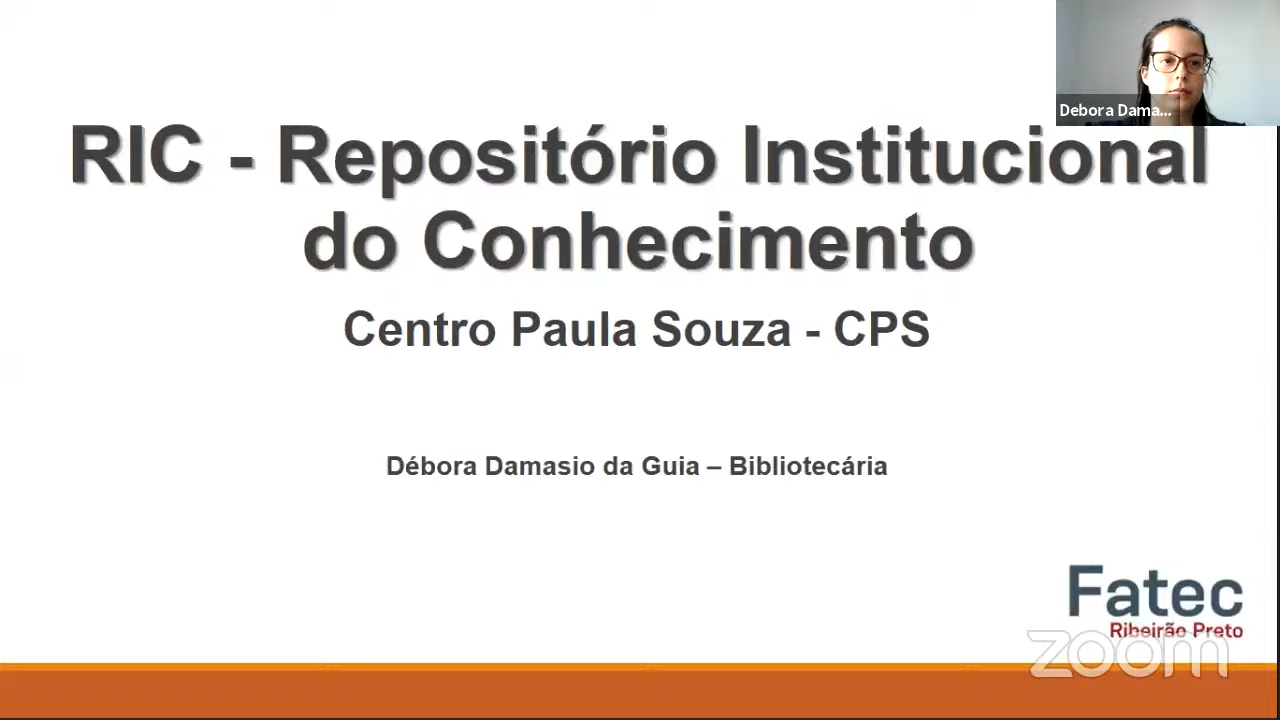 Debora Dama...
RIC - Repositório Institucional
do Conhecimento
Centro Paula Souza - CPS
Débora Damasio da Guia – Bibliotecária
Fatec
Ribeirão Preto
zoom